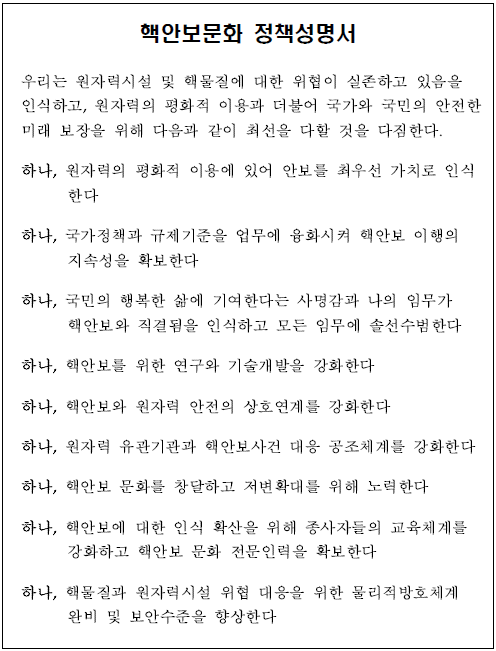 핵안보문화 정책성명서
우리는 원자력시설 및 핵물질에 대한 위협이 실존하고 있음을
인식하고, 원자력의 평화적 이용과 더불어 국가와 국민의 안전한
미래 보장을 위해 다음과 같이 최선을 다할 것을 다짐한다.
하나, 원자력의 평화적 이용에 있어 안보를 최우선 가치로 인식
한다
하나, 국가정책과 규제기준을 업무에 융화시켜 핵안보 이행의
지속성을 확보한다
하나, 국민의 행복한 삶에 기여한다는 사명감과 나의 임무가
핵안보와 직결됨을 인식하고 모든 임무에 솔선수범한다
하나, 핵안보를 위한 연구와 기술개발을 강화한다
하나, 핵안보와 원자력 안전의 상호연계를 강화한다
하나, 원자력 유관기관과 핵안보사건 대응 공조체계를 강화한다
하나, 핵안보 문화를 창달하고 저변확대를 위해 노력한다
하나, 핵안보에 대한 인식 확산을 위해 종사자들의 교육체계를
강화하고 핵안보 문화 전문인력을 확보한다
하나, 핵물질과 원자력시설 위협 대응을 위한 물리적방호체계
완비 및 보안수준을 향상한다